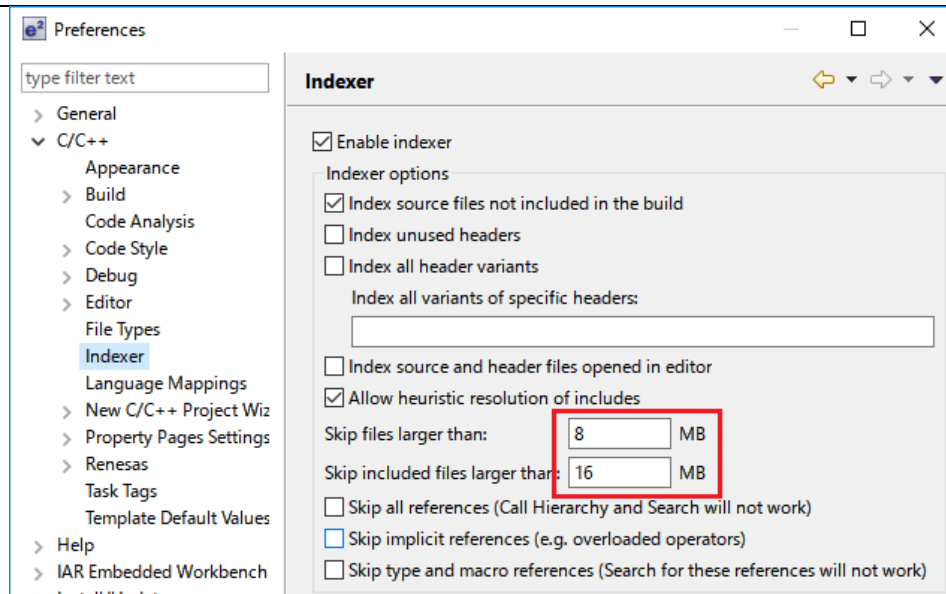 e² Preferences
type filter text
Indexer
General
C/C++
Appearance
Build
Code Analysis
Code Style
Debug
Editor
File Types
Indexer
Language Mappings
New C/C++ Project Wiz
Property Pages Settings
Renesas
Task Tags
Template Default Values
Help
IAR Embedded Workbench
Enable indexer
Indexer options
Index source files not included in the build
Index unused headers
Index all header variants
Index all variants of specific headers:
Index source and header files opened in editor
Allow heuristic resolution of includes
Skip files larger than: 8 MB
Skip included files larger than: 16 MB
Skip all references (Call Hierarchy and Search will not work)
Skip implicit references (e.g. overloaded operators)
Skip type and macro references (Search for these references will not work)